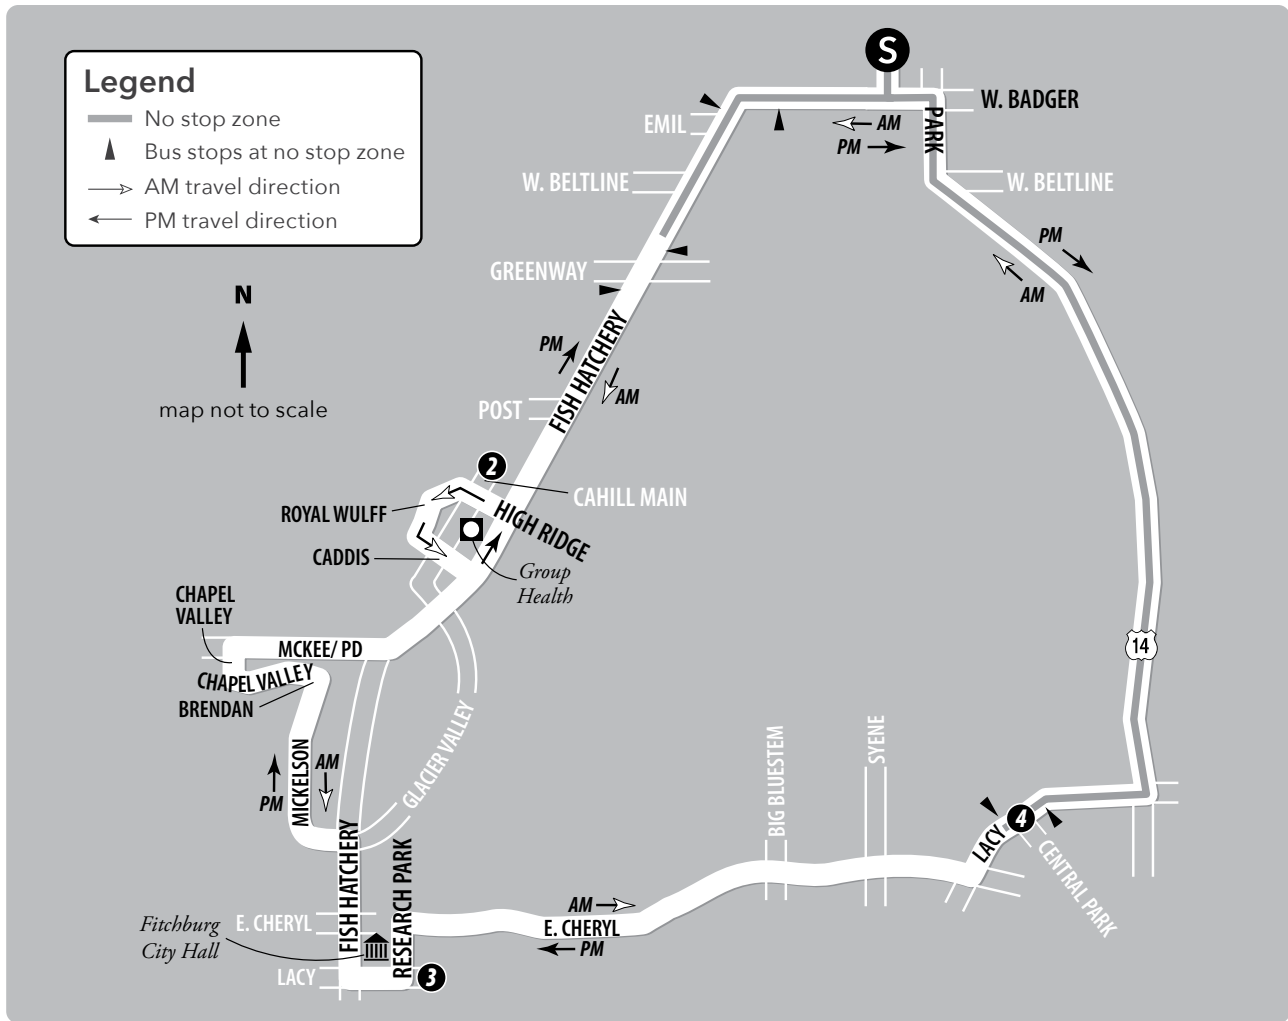 S
Legend
No stop zone
Bus stops at no stop zone
AM travel direction
PM travel direction
W. BADGER
PARK
EMIL
AM
PM
W. BELTLINE
W. BELTLINE
PM
AM
GREENWAY
N
map not to scale
PM
AM
FISH HATCHERY
POST
2
CAHILL MAIN
ROYAL WULFF
HIGH RIDGE
CADDIS
Group
Health
CHAPEL
VALLEY
MCKEE/ PD
CHAPEL VALLEY
BRENDAN
14
GLACIER VALLEY
MICKELSON
AM
PM
BIG BLUESTEM
SYENE
4
LACY
CENTRAL PARK
FISH HATCHERY
RESEARCH PARK
AM
E. CHERYL
PM
E. CHERYL
Fitchburg
City Hall
LACY
3